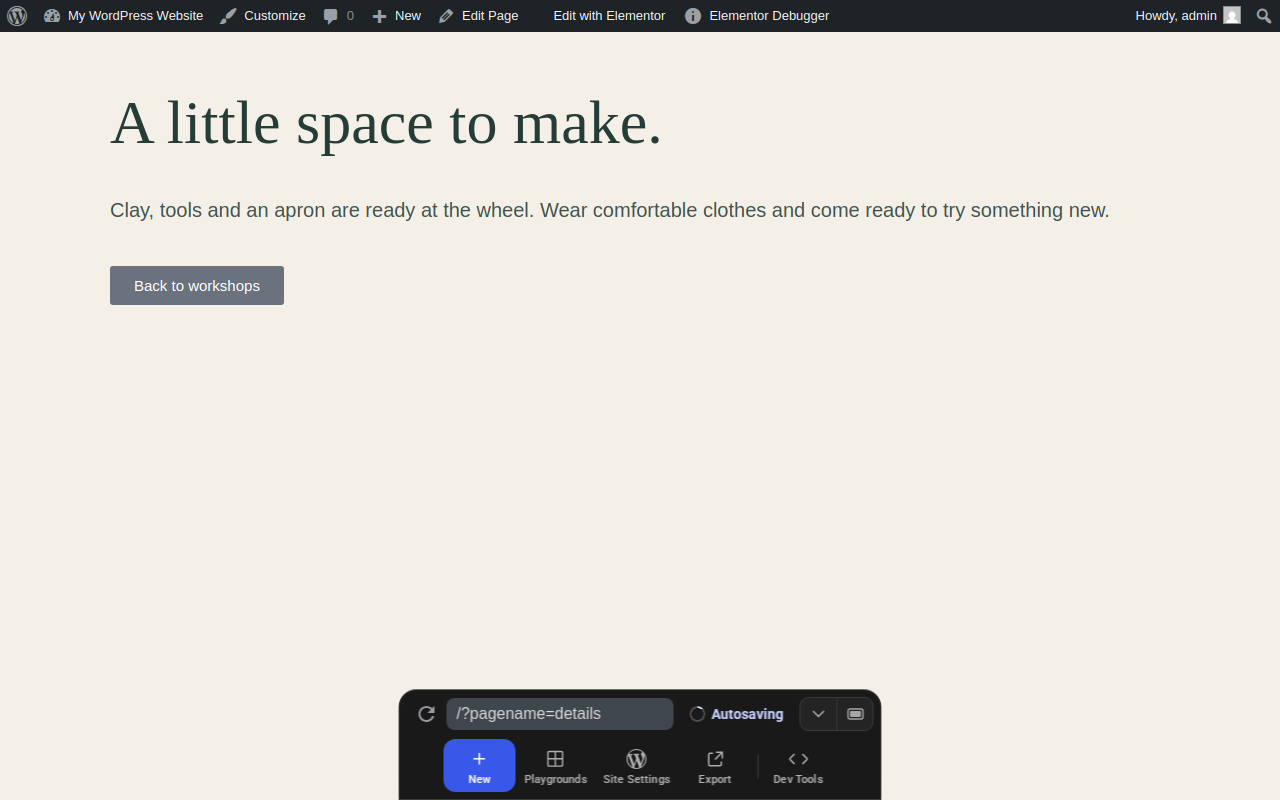 My WordPress Website Customize 0 New Edit Page Edit with Elementor Elementor Debugger Howdy, admin
A little space to make.
Clay, tools and an apron are ready at the wheel. Wear comfortable clothes and come ready to try something new.
Back to workshops
/?pagename=details Autosaving
New Playgrounds Site Settings Export Dev Tools